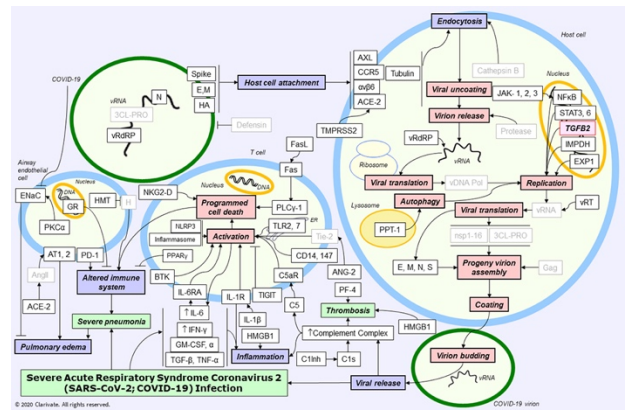 COVID-19
vRNA
N
3CL-PRO
vRdRP
Spike
E,M
HA
Defensin
Host cell attachment
AXL
CCR5
αvβ6
ACE-2
Tubulin
TMPRSS2
Endocytosis
Host cell
Cathepsin B
Viral uncoating
JAK- 1, 2, 3
Nucleus
NFκB
STAT3, 6
TGFB2
IMPDH
EXP1
Virion release
Protease
vRdRP
vRNA
Ribosome
Viral translation
vDNA Pol
Replication
Lysosome
Autophagy
PPT-1
Viral translation
vRNA
vRT
nsp1-16
3CL-PRO
E, M, N, S
Progeny virion
assembly
Gag
Coating
Virion budding
vRNA
COVID-19 virion
Airway
endothelial
cell
Nucleus
DNA
ENaC
GR
HMT
H
PKCα
AT1, 2
PD-1
AngII
ACE-2
Altered immune
system
Severe pneumonia
Pulmonary edema
T cell
FasL
Fas
Nucleus
DNA
NKG2-D
Programmed
cell death
PLCγ-1
ER
NLRP3
Inflammasome
Activation
TLR2, 7
Tie-2
PPARγ
CD14, 147
BTK
IL-6RA
↑IL-6
↑IFN-γ
GM-CSF, α
TGF-β, TNF-α
IL-1R
TIGIT
IL-1β
HMGB1
Inflammation
C5aR
C5
ANG-2
PF-4
Thrombosis
↑Complement Complex
C1Inh
C1s
HMGB1
Viral release
Severe Acute Respiratory Syndrome Coronavirus 2
(SARS-CoV-2; COVID-19) Infection
© 2020 Clarivate. All rights reserved.